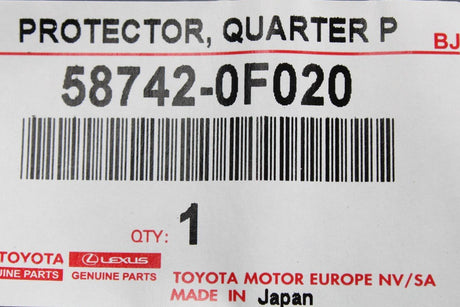 PROTECTOR, QUARTER P
BJ
58742-0F020
QTY: 1
TOYOTA LEXUS
GENUINE PARTS
TOYOTA MOTOR EUROPE NV/SA
MADE IN Japan